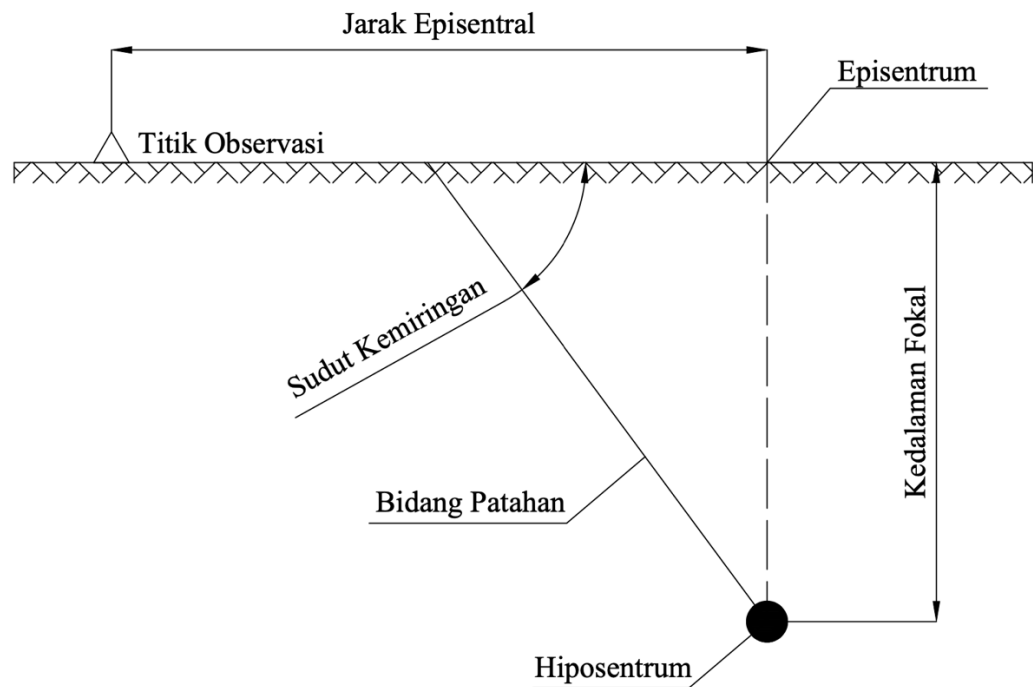 Jarak Episentral
Episentrum
Titik Observasi
Sudut Kemiringan
Kedalaman Fokal
Bidang Patahan
Hiposentrum